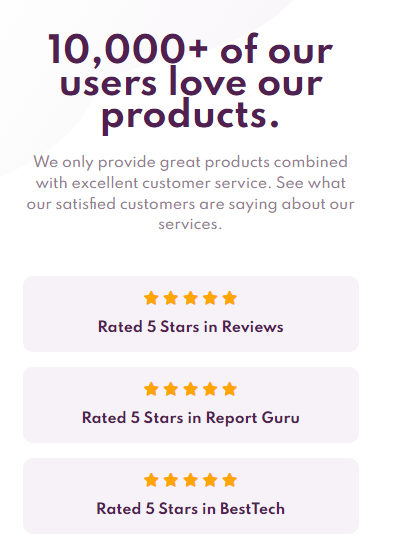 10,000+ of our
users love our
products.
We only provide great products combined
with excellent customer service. See what
our satisfied customers are saying about our
services.
Rated 5 Stars in Reviews
Rated 5 Stars in Report Guru
Rated 5 Stars in BestTech